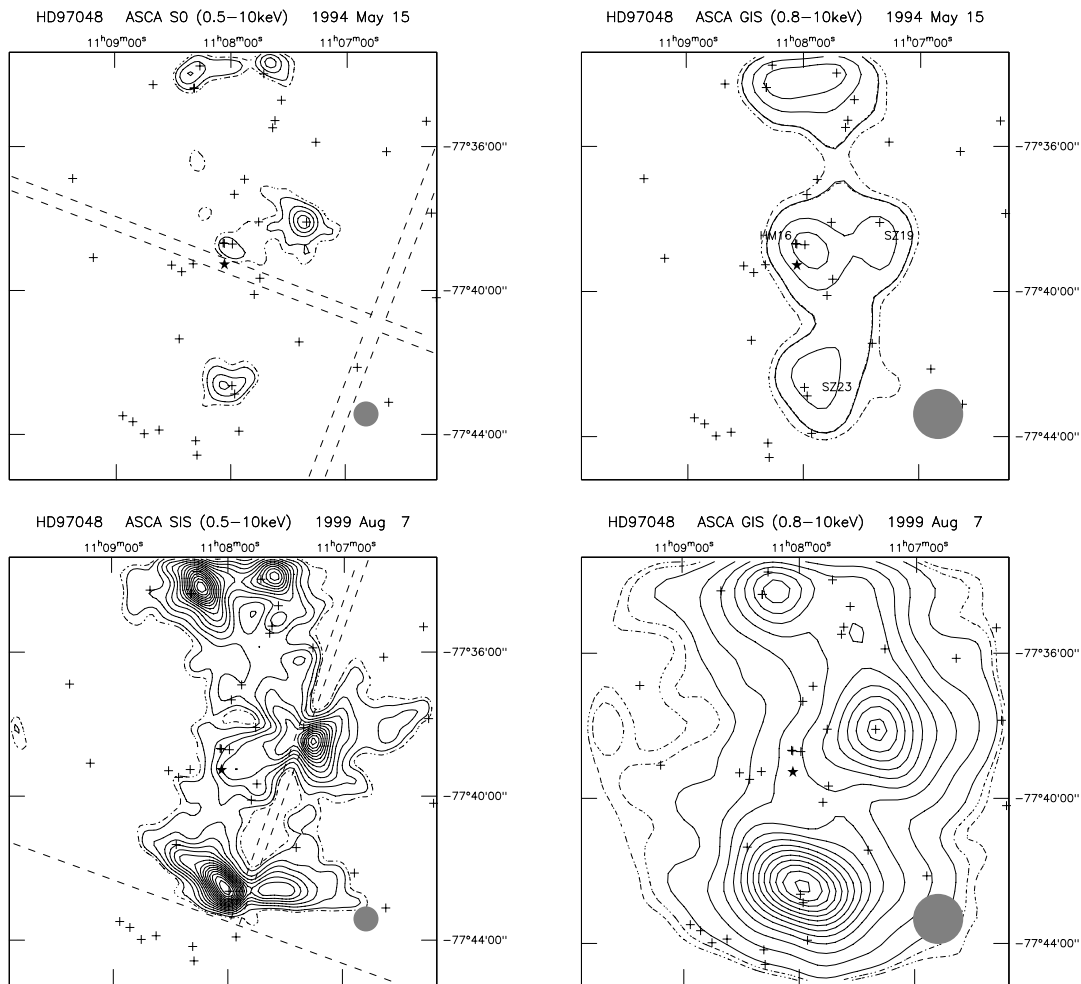 HD97048 ASCA S0 (0.5−10keV) 1994 May 15
11h09m00s 11h08m00s 11h07m00s
−77°36'00"
−77°40'00"
−77°44'00"
HD97048 ASCA GIS (0.8−10keV) 1994 May 15
11h09m00s 11h08m00s 11h07m00s
HM16 SZ19
SZ23
−77°36'00"
−77°40'00"
−77°44'00"
HD97048 ASCA SIS (0.5−10keV) 1999 Aug 7
11h09m00s 11h08m00s 11h07m00s
−77°36'00"
−77°40'00"
−77°44'00"
HD97048 ASCA GIS (0.8−10keV) 1999 Aug 7
11h09m00s 11h08m00s 11h07m00s
−77°36'00"
−77°40'00"
−77°44'00"